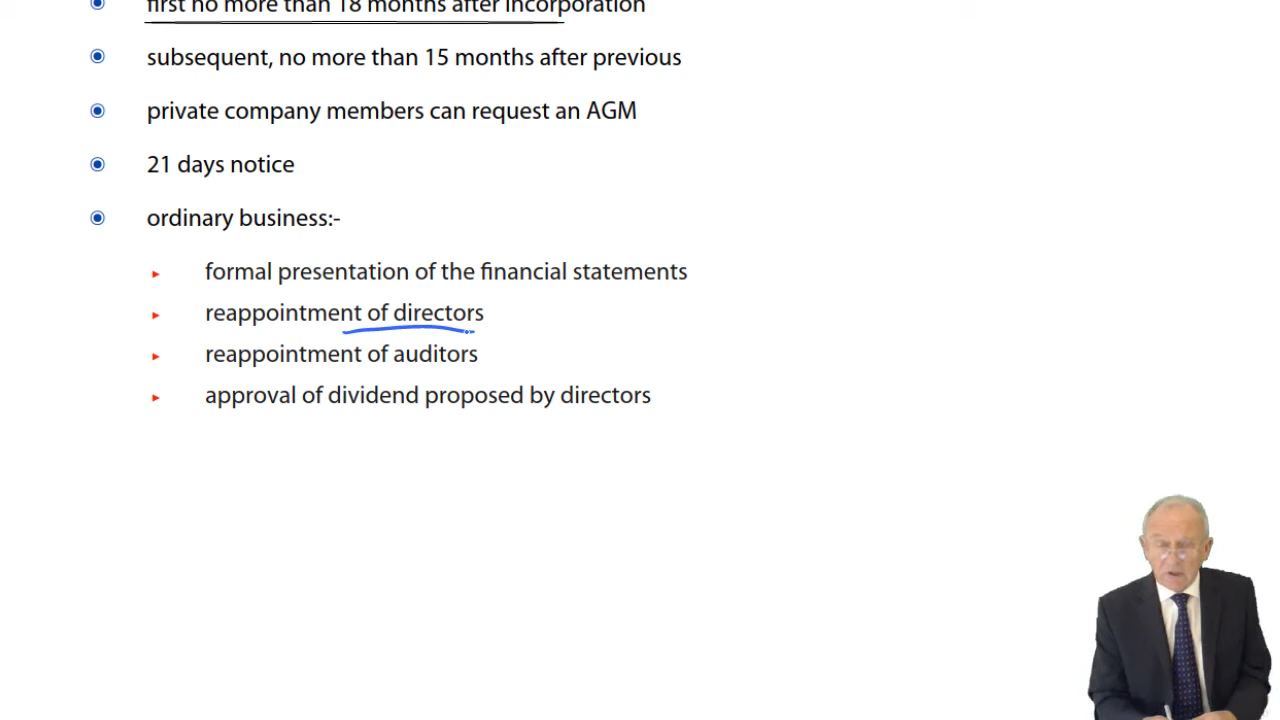 first no more than 18 months after incorporation
subsequent, no more than 15 months after previous
private company members can request an AGM
21 days notice
ordinary business:-
formal presentation of the financial statements
reappointment of directors
reappointment of auditors
approval of dividend proposed by directors